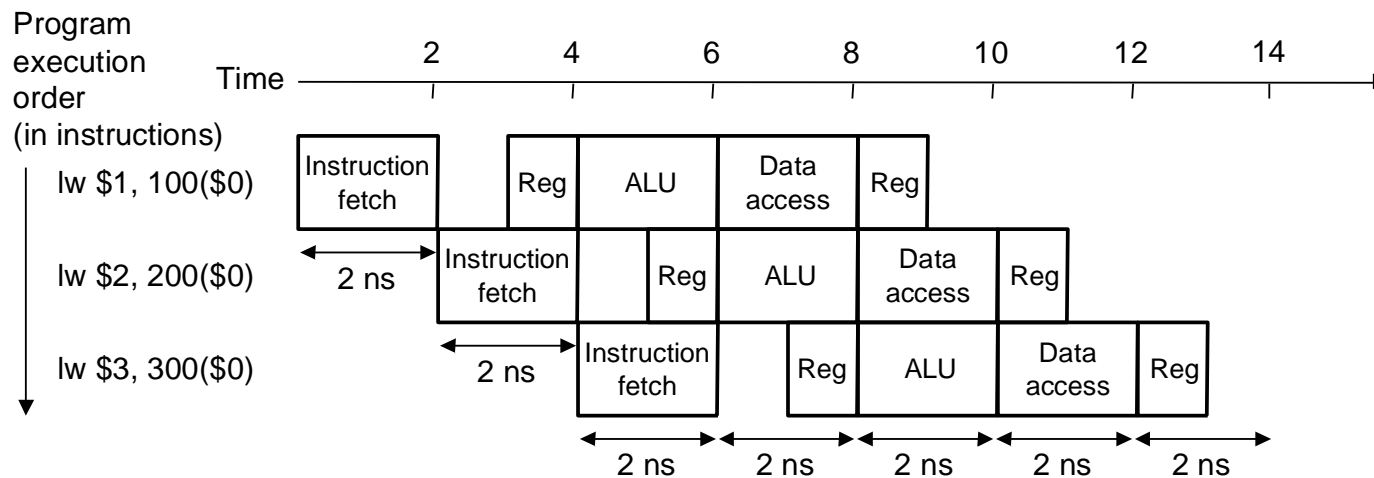 Program
execution
order
(in instructions)
Time
2 4 6 8 10 12 14
lw $1, 100($0)
Instruction
fetch
Reg
ALU
Data
access
Reg
lw $2, 200($0)
2 ns
Instruction
fetch
Reg
ALU
Data
access
Reg
lw $3, 300($0)
2 ns
Instruction
fetch
Reg
ALU
Data
access
Reg
2 ns 2 ns 2 ns 2 ns 2 ns